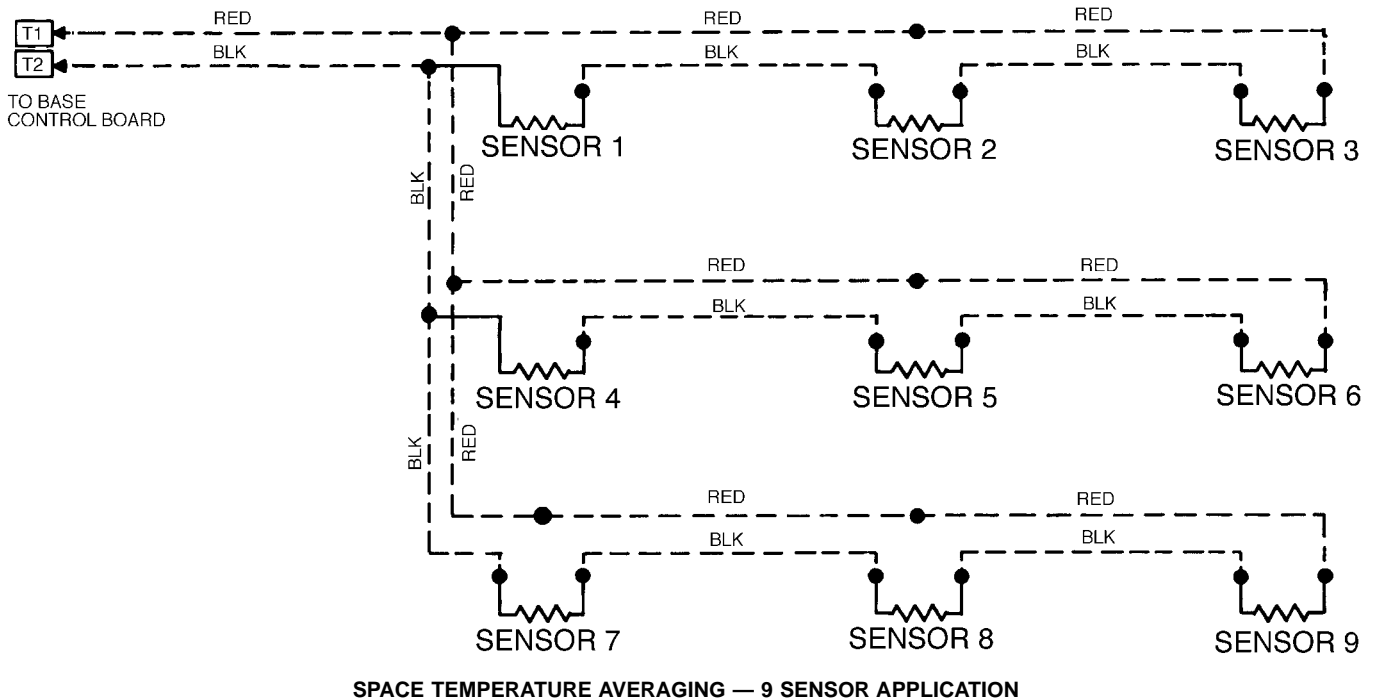 RED
RED
RED
T1
BLK
BLK
BLK
T2
TO BASE
CONTROL BOARD
SENSOR 1
SENSOR 2
SENSOR 3
BLK
RED
RED
RED
BLK
BLK
SENSOR 4
SENSOR 5
SENSOR 6
BLK
RED
RED
RED
BLK
BLK
SENSOR 7
SENSOR 8
SENSOR 9
SPACE TEMPERATURE AVERAGING — 9 SENSOR APPLICATION